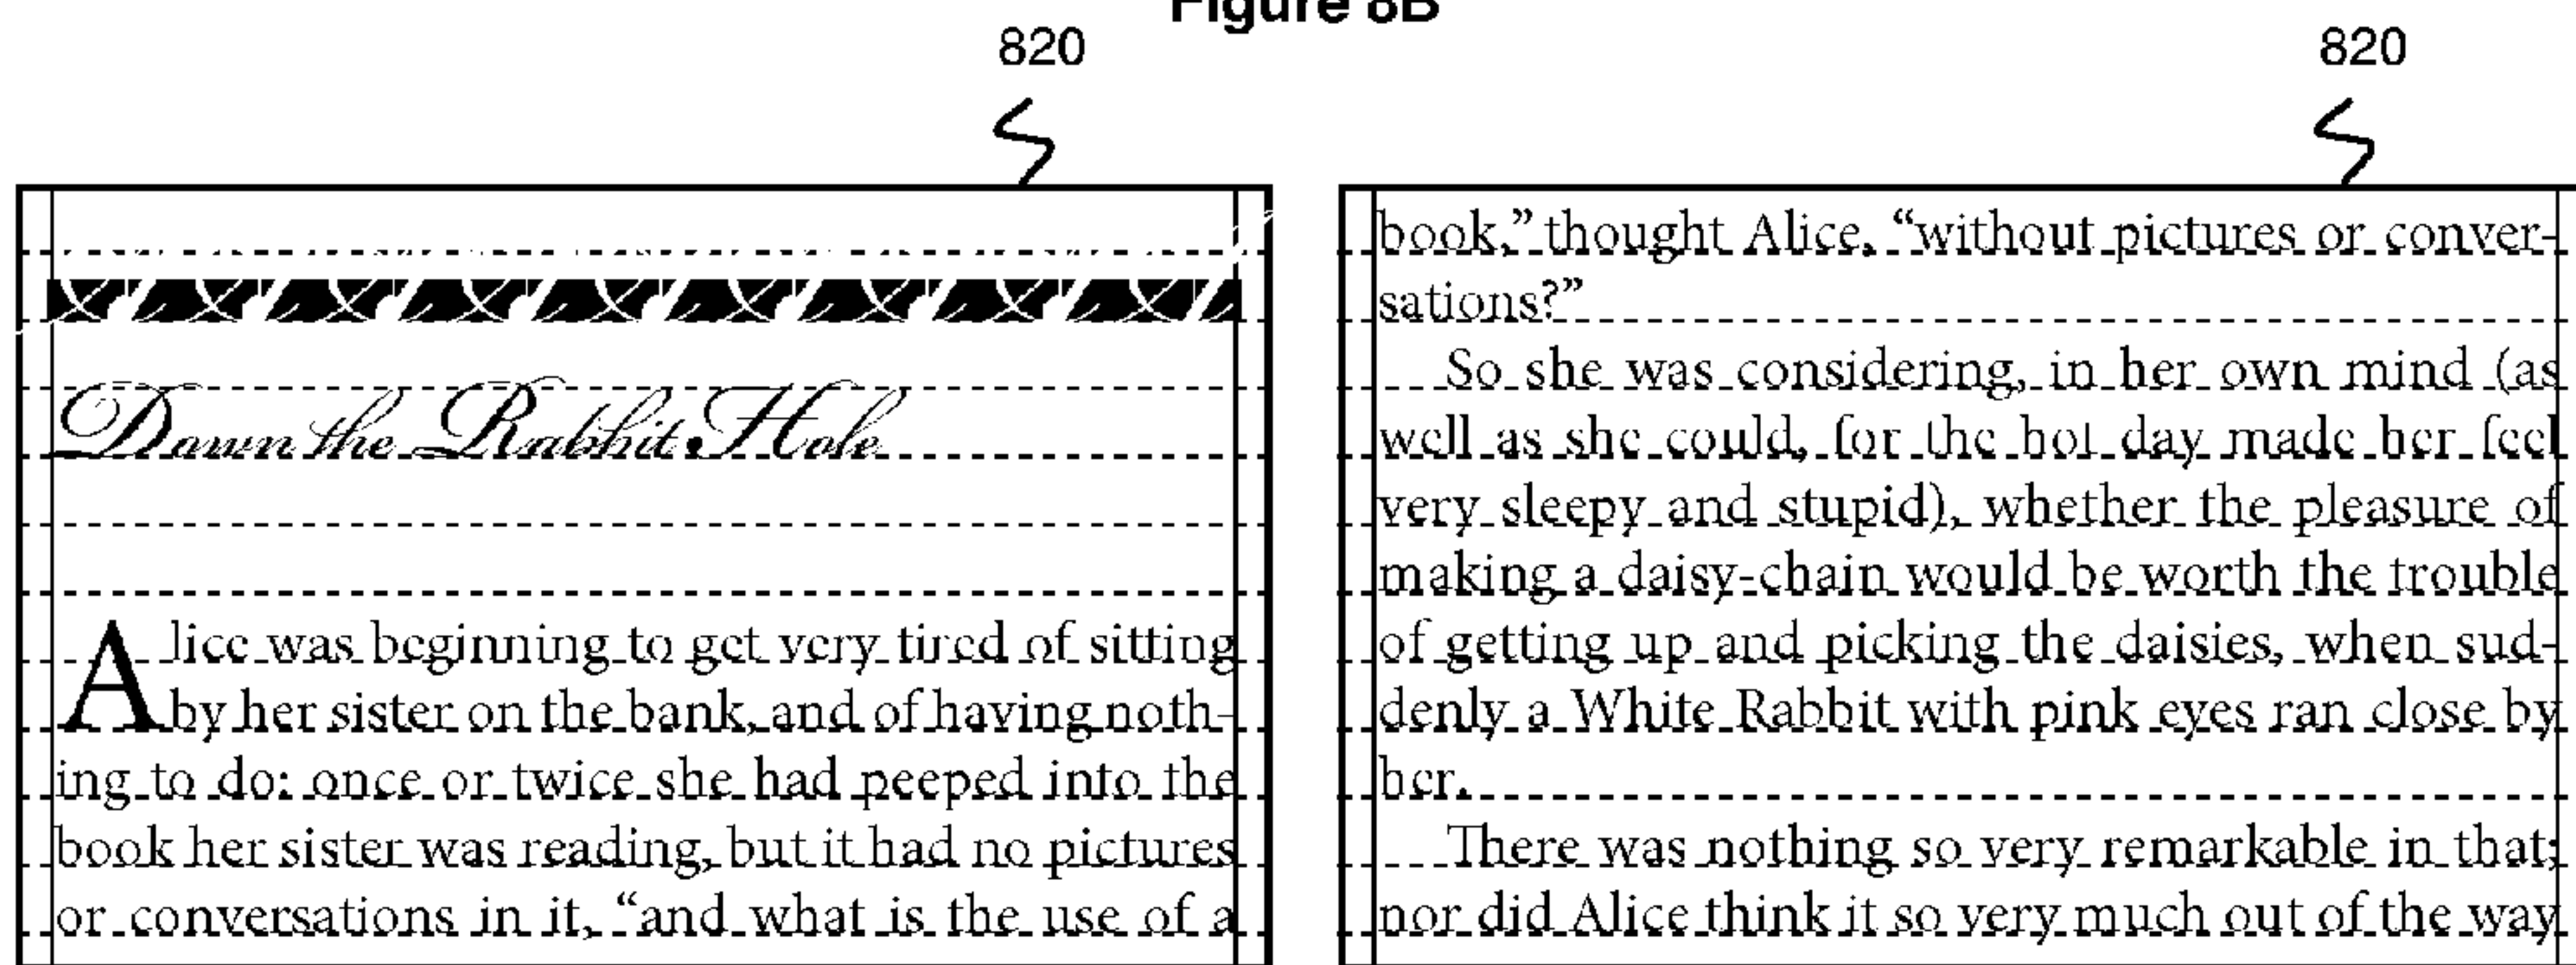 Figure 8B
820
820
Down the Rabbit Hole
Alice was beginning to get very tired of sitting
by her sister on the bank, and of having noth-
ing to do: once or twice she had peeped into the
book her sister was reading, but it had no pictures
or conversations in it, “and what is the use of a
book,” thought Alice, “without pictures or conver-
sations?”
So she was considering, in her own mind (as
well as she could, for the hot day made her feel
very sleepy and stupid), whether the pleasure of
making a daisy-chain would be worth the trouble
of getting up and picking the daisies, when sud-
denly a White Rabbit with pink eyes ran close by
her.
There was nothing so very remarkable in that;
nor did Alice think it so very much out of the way